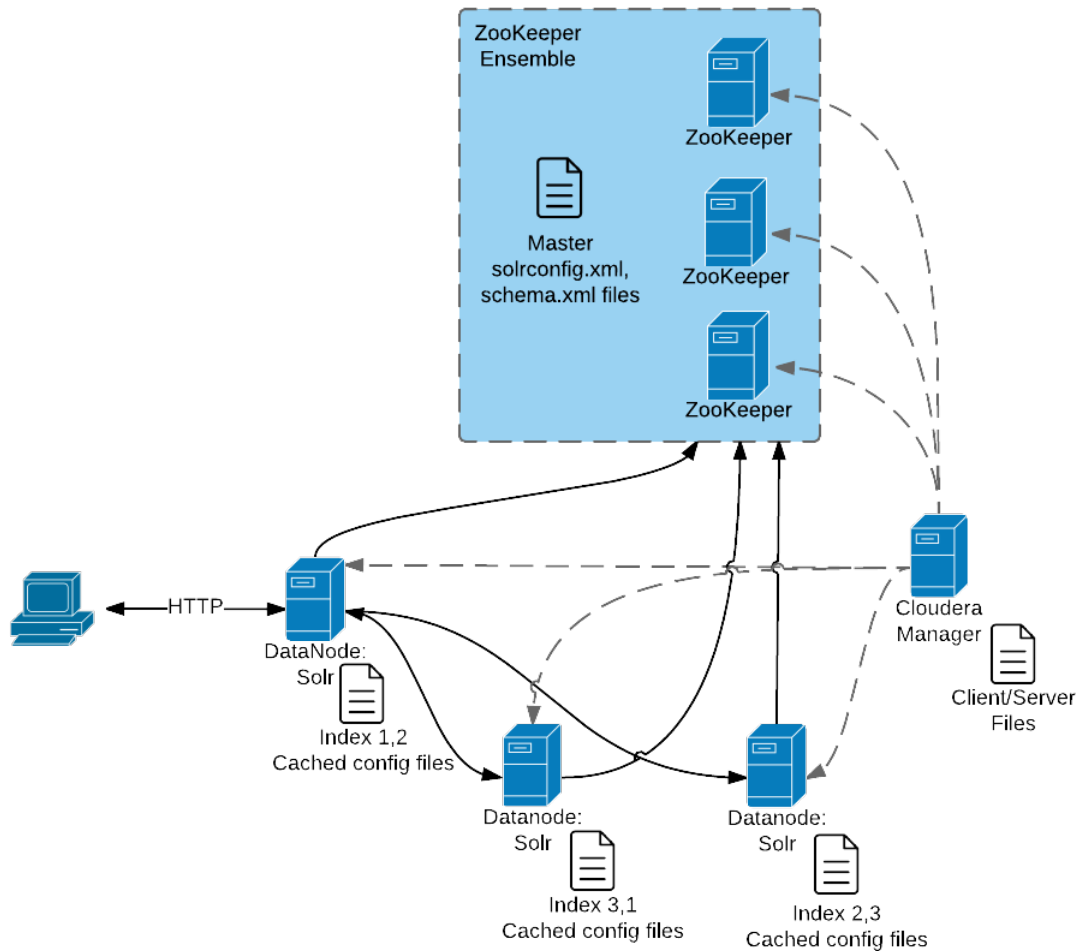 ZooKeeper
Ensemble
ZooKeeper
Master
solrconfig.xml,
schema.xml files
ZooKeeper
ZooKeeper
HTTP
DataNode:
Solr
Index 1,2
Cached config files
Cloudera
Manager
Client/Server
Files
Datanode:
Solr
Index 3,1
Cached config files
Datanode:
Solr
Index 2,3
Cached config files